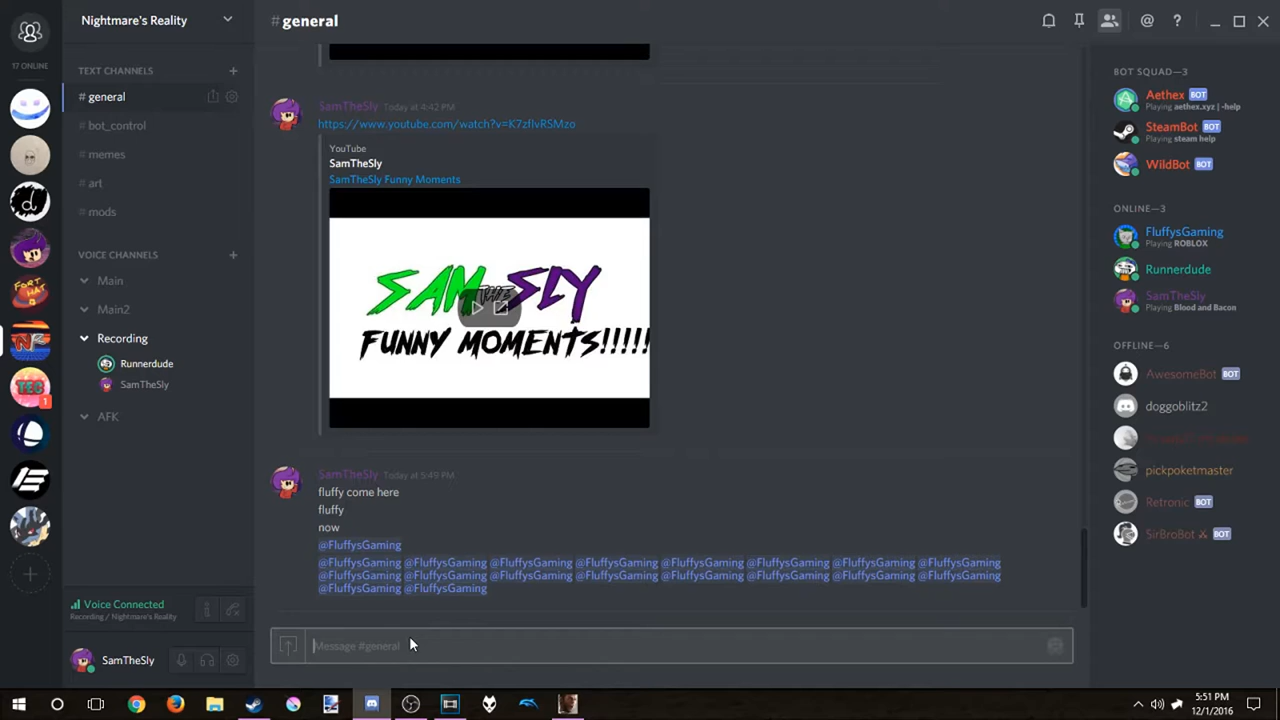 17 ONLINE
TEC
1
Nightmare's Reality
TEXT CHANNELS
# general
# bot_control
# memes
# art
# mods
VOICE CHANNELS
Main
Main2
Recording
Runnerdude
SamTheSly
AFK
Voice Connected
Recording / Nightmare's Reality
SamTheSly
# general
SamTheSly Today at 4:42 PM
https://www.youtube.com/watch?v=K7zflvRSMzo
YouTube
SamTheSly
SamTheSly Funny Moments
SAM THE SLY
FUNNY MOMENTS!!!!!
SamTheSly Today at 5:49 PM
fluffy come here
fluffy
now
@FluffysGaming
@FluffysGaming @FluffysGaming @FluffysGaming @FluffysGaming @FluffysGaming @FluffysGaming @FluffysGaming @FluffysGaming
@FluffysGaming @FluffysGaming @FluffysGaming @FluffysGaming @FluffysGaming @FluffysGaming @FluffysGaming @FluffysGaming
@FluffysGaming @FluffysGaming
Message #general
BOT SQUAD—3
Aethex BOT
Playing aethex.xyz | -help
SteamBot BOT
Playing steam help
WildBot BOT
ONLINE—3
FluffysGaming
Playing ROBLOX
Runnerdude
SamTheSly
Playing Blood and Bacon
OFFLINE—6
AwesomeBot BOT
doggoblitz2
pickpoketmaster
Retronic BOT
SirBroBot BOT
5:51 PM
12/1/2016